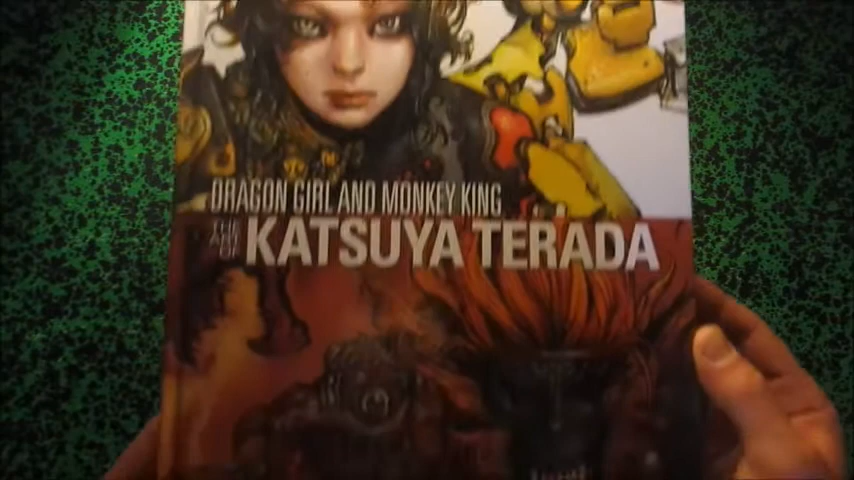 DRAGON GIRL AND MONKEY KING
THE ART OF KATSUYA TERADA